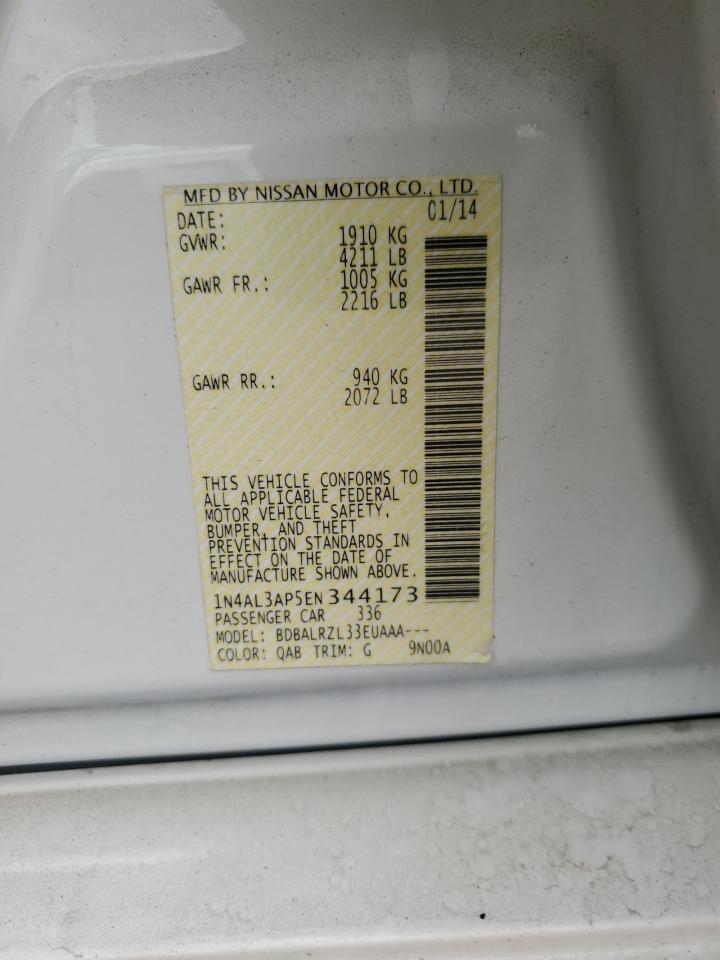 MFD BY NISSAN MOTOR CO., LTD.
DATE: 01/14
GVWR: 1910 KG
4211 LB
GAWR FR.: 1005 KG
2216 LB
GAWR RR.: 940 KG
2072 LB
THIS VEHICLE CONFORMS TO
ALL APPLICABLE FEDERAL
MOTOR VEHICLE SAFETY,
BUMPER, AND THEFT
PREVENTION STANDARDS IN
EFFECT ON THE DATE OF
MANUFACTURE SHOWN ABOVE.
1N4AL3AP5EN344173
PASSENGER CAR 336
MODEL: BDBALRZL33EUAAA---
COLOR: QAB TRIM: G 9N00A